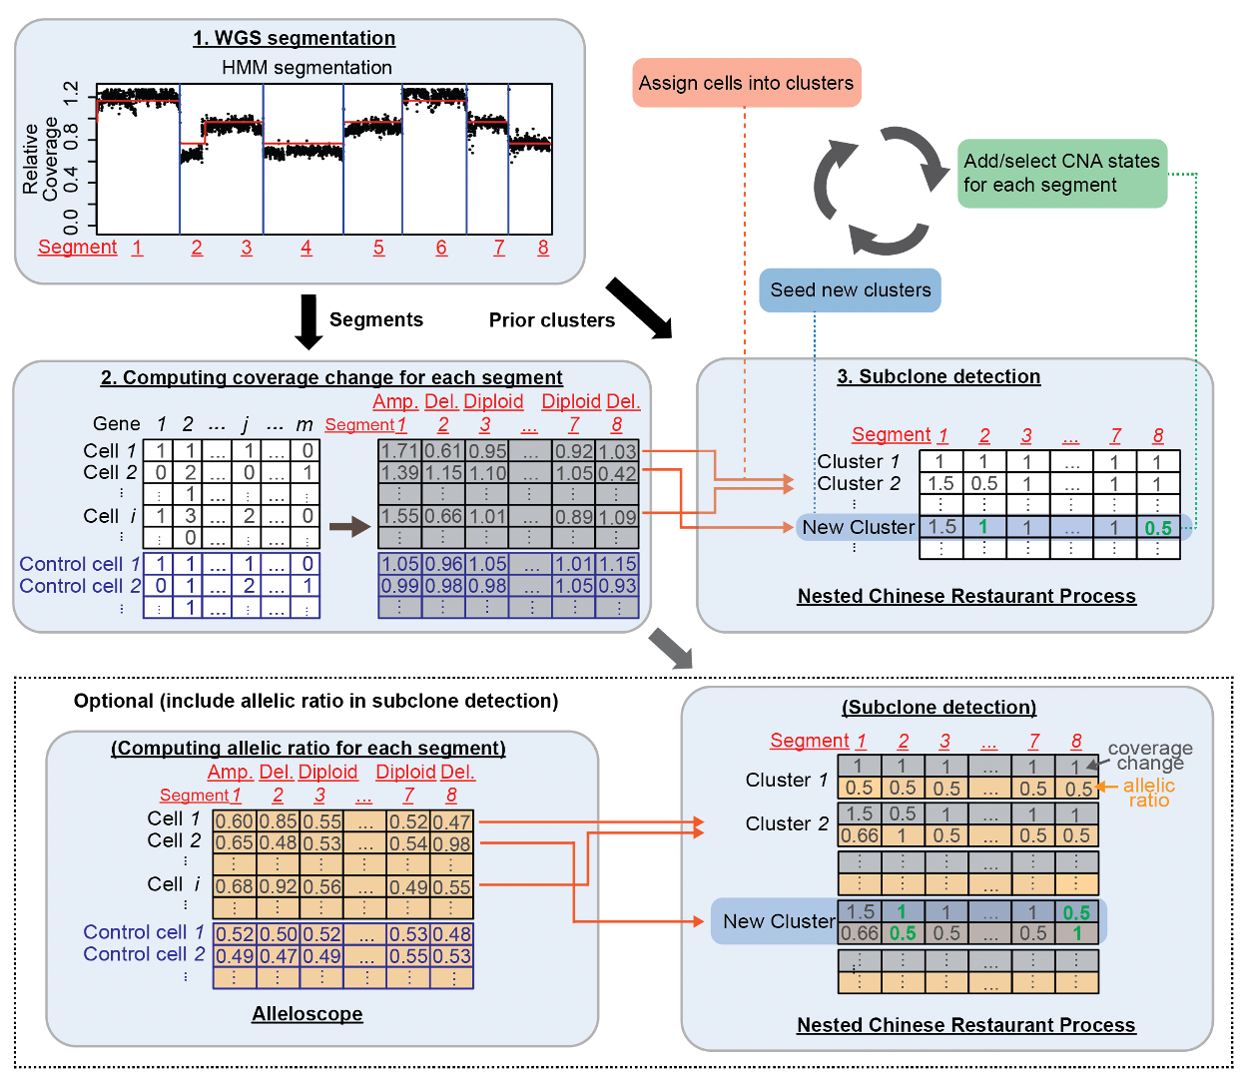 1. WGS segmentation
HMM segmentation
Relative
Coverage
1.2
0.8
0.4
0.0
Segment 1 2 3 4 5 6 7 8
Assign cells into clusters
Add/select CNA states
for each segment
Seed new clusters
Segments
Prior clusters
2. Computing coverage change for each segment
Amp. Del. Diploid Diploid Del.
Gene 1 2 ... j ... m
Segment 1 2 3 ... 7 8
Cell 1 1 1 ... 1 ... 0
1.71 0.61 0.95 ... 0.92 1.03
Cell 2 0 2 ... 0 ... 1
1.39 1.15 1.10 ... 1.05 0.42
⋮ ⋮ 1 ... ⋮ ... ⋮
⋮ ⋮ ⋮ ... ⋮ ⋮
Cell i 1 3 ... 2 ... 0
1.55 0.66 1.01 ... 0.89 1.09
⋮ ⋮ 0 ... ⋮ ... ⋮
⋮ ⋮ ⋮ ... ⋮ ⋮
Control cell 1 1 1 ... 1 ... 0
1.05 0.96 1.05 ... 1.01 1.15
Control cell 2 0 1 ... 2 ... 1
0.99 0.98 0.98 ... 1.05 0.93
⋮ ⋮ 1 ... ⋮ ... ⋮
⋮ ⋮ ⋮ ... ⋮ ⋮
3. Subclone detection
Segment 1 2 3 ... 7 8
Cluster 1 1 1 1 ... 1 1
Cluster 2 1.5 0.5 1 ... 1 1
⋮ ⋮ ⋮ ⋮ ... ⋮ ⋮
New Cluster 1.5 1 1 ... 1 0.5
⋮ ⋮ ⋮ ⋮ ... ⋮ ⋮
Nested Chinese Restaurant Process
Optional (include allelic ratio in subclone detection)
(Computing allelic ratio for each segment)
Amp. Del. Diploid Diploid Del.
Segment 1 2 3 ... 7 8
Cell 1 0.60 0.85 0.55 ... 0.52 0.47
Cell 2 0.65 0.48 0.53 ... 0.54 0.98
⋮ ⋮ ⋮ ⋮ ... ⋮ ⋮
Cell i 0.68 0.92 0.56 ... 0.49 0.55
⋮ ⋮ ⋮ ⋮ ... ⋮ ⋮
Control cell 1 0.52 0.50 0.52 ... 0.53 0.48
Control cell 2 0.49 0.47 0.49 ... 0.55 0.53
⋮ ⋮ ⋮ ⋮ ... ⋮ ⋮
Alleloscope
(Subclone detection)
Segment 1 2 3 ... 7 8
coverage
change
allelic
ratio
Cluster 1
1 1 1 ... 1 1
0.5 0.5 0.5 ... 0.5 0.5
Cluster 2
1.5 0.5 1 ... 1 1
0.66 1 0.5 ... 0.5 0.5
⋮ ⋮ ⋮ ... ⋮ ⋮
⋮ ⋮ ⋮ ... ⋮ ⋮
New Cluster
1.5 1 1 ... 1 0.5
0.66 0.5 0.5 ... 0.5 1
⋮ ⋮ ⋮ ... ⋮ ⋮
⋮ ⋮ ⋮ ... ⋮ ⋮
Nested Chinese Restaurant Process